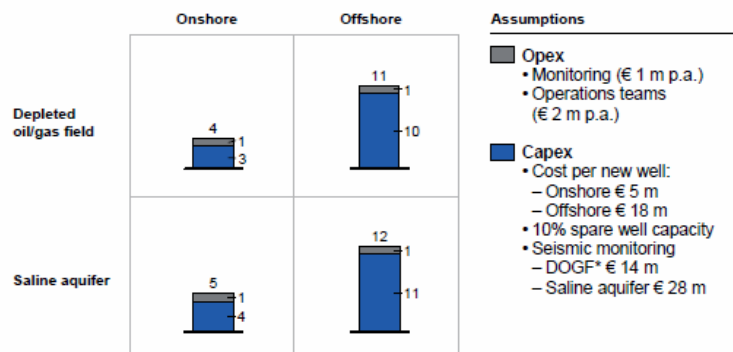 Onshore
Offshore
Assumptions
Depleted
oil/gas field
4
1
3
11
1
10
Saline aquifer
5
1
4
12
1
11
Opex
• Monitoring (€ 1 m p.a.)
• Operations teams
(€ 2 m p.a.)
Capex
• Cost per new well:
– Onshore € 5 m
– Offshore € 18 m
• 10% spare well capacity
• Seismic monitoring
– DOGF* € 14 m
– Saline aquifer € 28 m